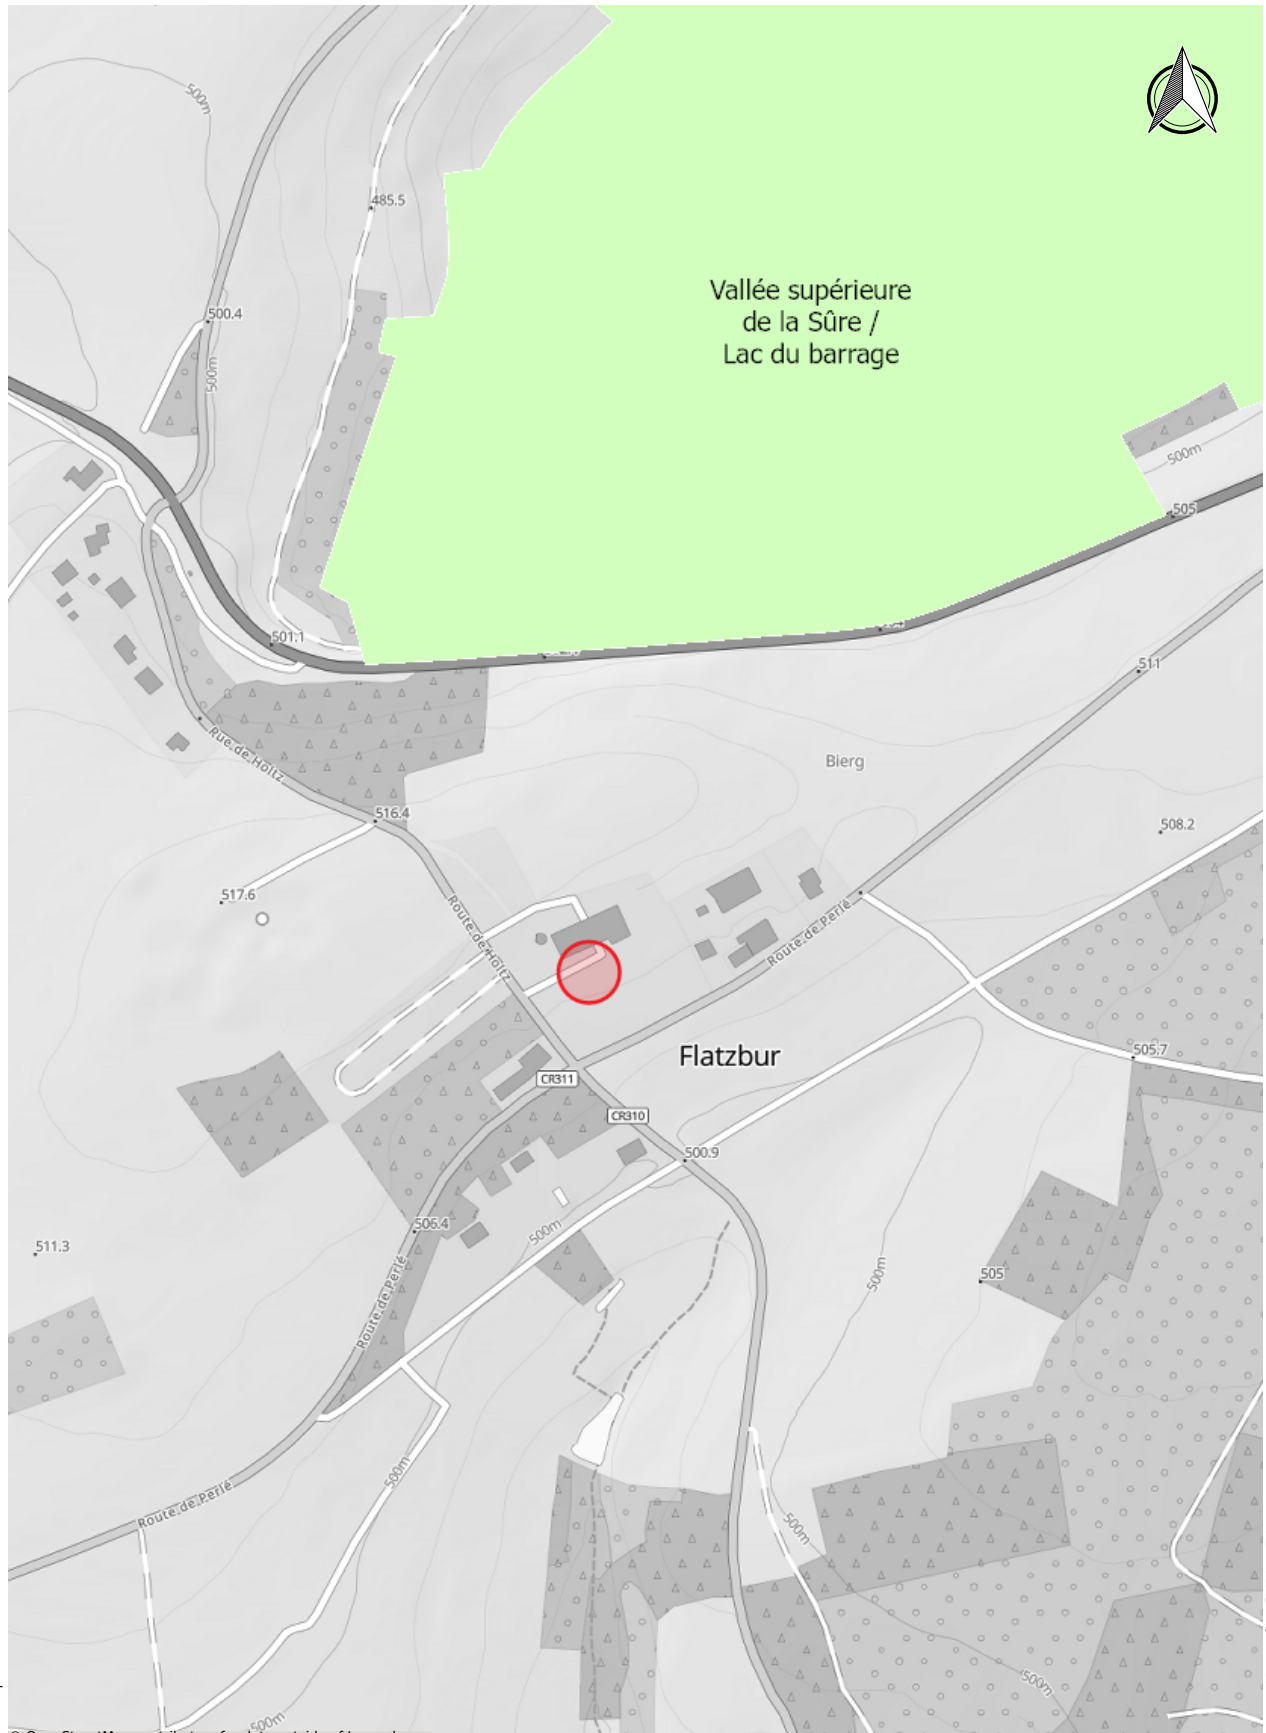 500m
485.5
500.4
500m
Vallée supérieure
de la Sûre /
Lac du barrage
500m
505
501.1
511
Rue de Holtz
Bierg
516.4
508.2
517.6
Route de Holtz
Route de Perlé
Flatzbur
505.7
CR311
CR310
500.9
506.4
500m
511.3
500m
505
Route de Perlé
500m
Route de Perlé
500m
500m
500m